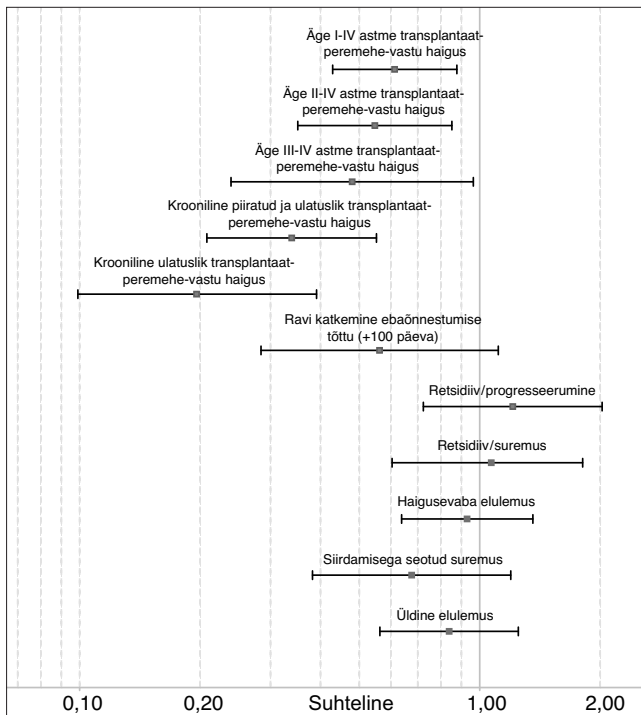 Äge I-IV astme transplantaat-
peremehe-vastu haigus
Äge II-IV astme transplantaat-
peremehe-vastu haigus
Äge III-IV astme transplantaat-
peremehe-vastu haigus
Krooniline piiratud ja ulatuslik transplantaat-
peremehe-vastu haigus
Krooniline ulatuslik transplantaat-
peremehe-vastu haigus
Ravi katkemine ebaõnnestumise
tõttu (+100 päeva)
Retsidiiv/progresseerumine
Retsidiiv/suremus
Haigusevaba elulemus
Siirdamisega seotud suremus
Üldine elulemus
0,10 0,20 Suhteline 1,00 2,00